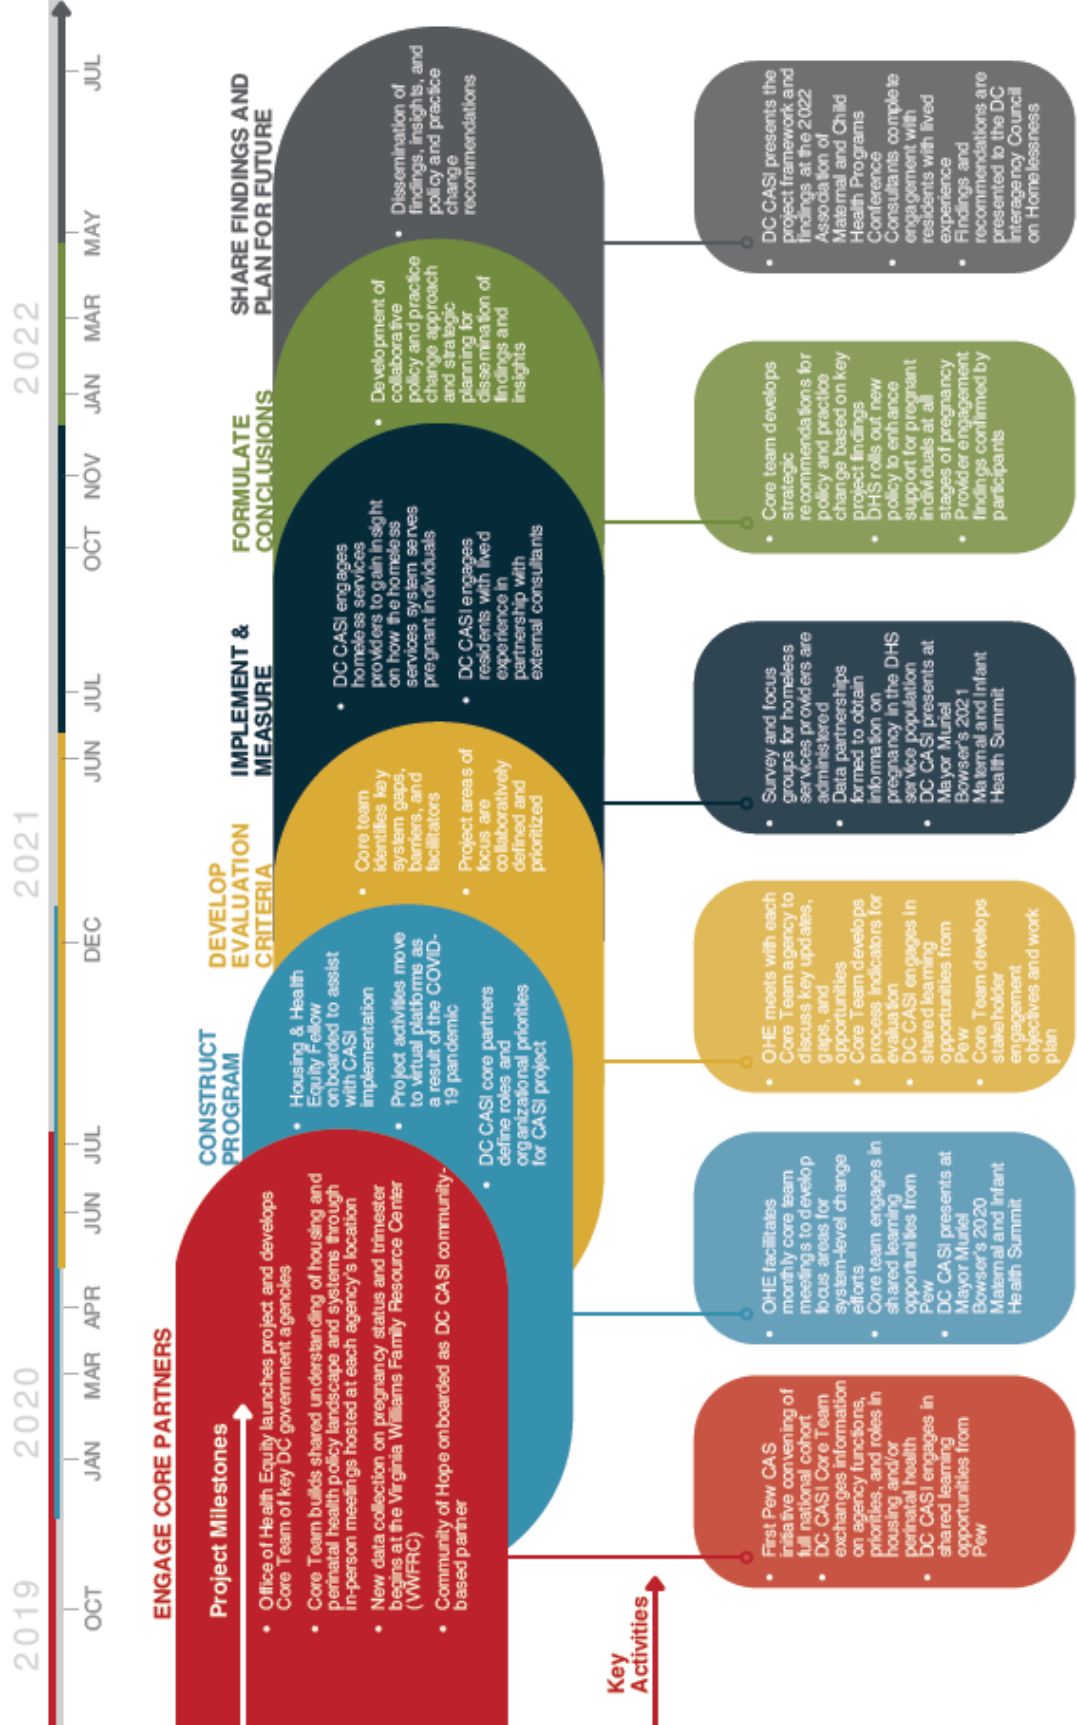 2019
2020
2021
2022
OCT
JAN
MAR
APR
JUN
JUL
DEC
JUN
JUL
OCT
NOV
JAN
MAR
MAY
JUL
ENGAGE CORE PARTNERS
Project Milestones
• Office of Health Equity launches project and develops
Core Team of key DC government agencies
• Core Team builds shared understanding of housing and
perinatal health policy landscape and systems through
in-person meetings hosted at each agency's location
• New data collection on pregnancy status and trimester
begins at the Virginia Williams Family Resource Center
(VWFRC)
• Community of Hope onboarded as DC CASI community-
based partner
CONSTRUCT
PROGRAM
• Housing & Health
Equity Fellow
onboarded to assist
with CASI
implementation
• Project activities move
to virtual platforms as
a result of the COVID-
19 pandemic
• DC CASI core partners
define roles and
organizational priorities
for CASI project
DEVELOP
EVALUATION
CRITERIA
• Core team
identifies key
system gaps,
barriers, and
facilitators
• Project areas of
focus are
collaboratively
defined and
prioritized
IMPLEMENT &
MEASURE
• DC CASI engages
homeless services
providers to gain insight
on how the homeless
services system serves
pregnant individuals
• DC CASI engages
residents with lived
experience in
partnership with
external consultants
FORMULATE
CONCLUSIONS
• Development of
collaborative
policy and practice
change approach
and strategic
planning for
dissemination of
findings and
insights
SHARE FINDINGS AND
PLAN FOR FUTURE
• Dissemination of
findings, insights, and
policy and practice
change
recommendations
Key
Activities
• First Pew CAS
initiative convening of
full national cohort
• DC CASI Core Team
exchanges information
on agency functions,
priorities, and roles in
housing and/or
perinatal health
• DC CASI engages in
shared learning
opportunities from
Pew
• OHE facilitates
monthly core team
meetings to develop
focus areas for
system-level change
efforts
• Core team engages in
shared learning
opportunities from
Pew
• DC CASI presents at
Mayor Muriel
Bowser's 2020
Maternal and Infant
Health Summit
• OHE meets with each
Core Team agency to
discuss key updates,
gaps, and
opportunities
• Core Team develops
process indicators for
evaluation
• DC CASI engages in
shared learning
opportunities from
Pew
• Core Team develops
stakeholder
engagement
objectives and work
plan
• Survey and focus
groups for homeless
services providers are
administered
• Data partnerships
formed to obtain
information on
pregnancy in the DHS
service population
• DC CASI presents at
Mayor Muriel
Bowser's 2021
Maternal and Infant
Health Summit
• Core team develops
strategic
recommendations for
policy and practice
change based on key
project findings
• DHS rolls out new
policy to enhance
support for pregnant
individuals at all
stages of pregnancy
• Provider engagement
findings confirmed by
participants
• DC CASI presents the
project framework and
findings at the 2022
Association of
Maternal and Child
Health Programs
Conference
• Consultants complete
engagement with
residents with lived
experience
• Findings and
recommendations are
presented to the DC
Interagency Council
on Homelessness